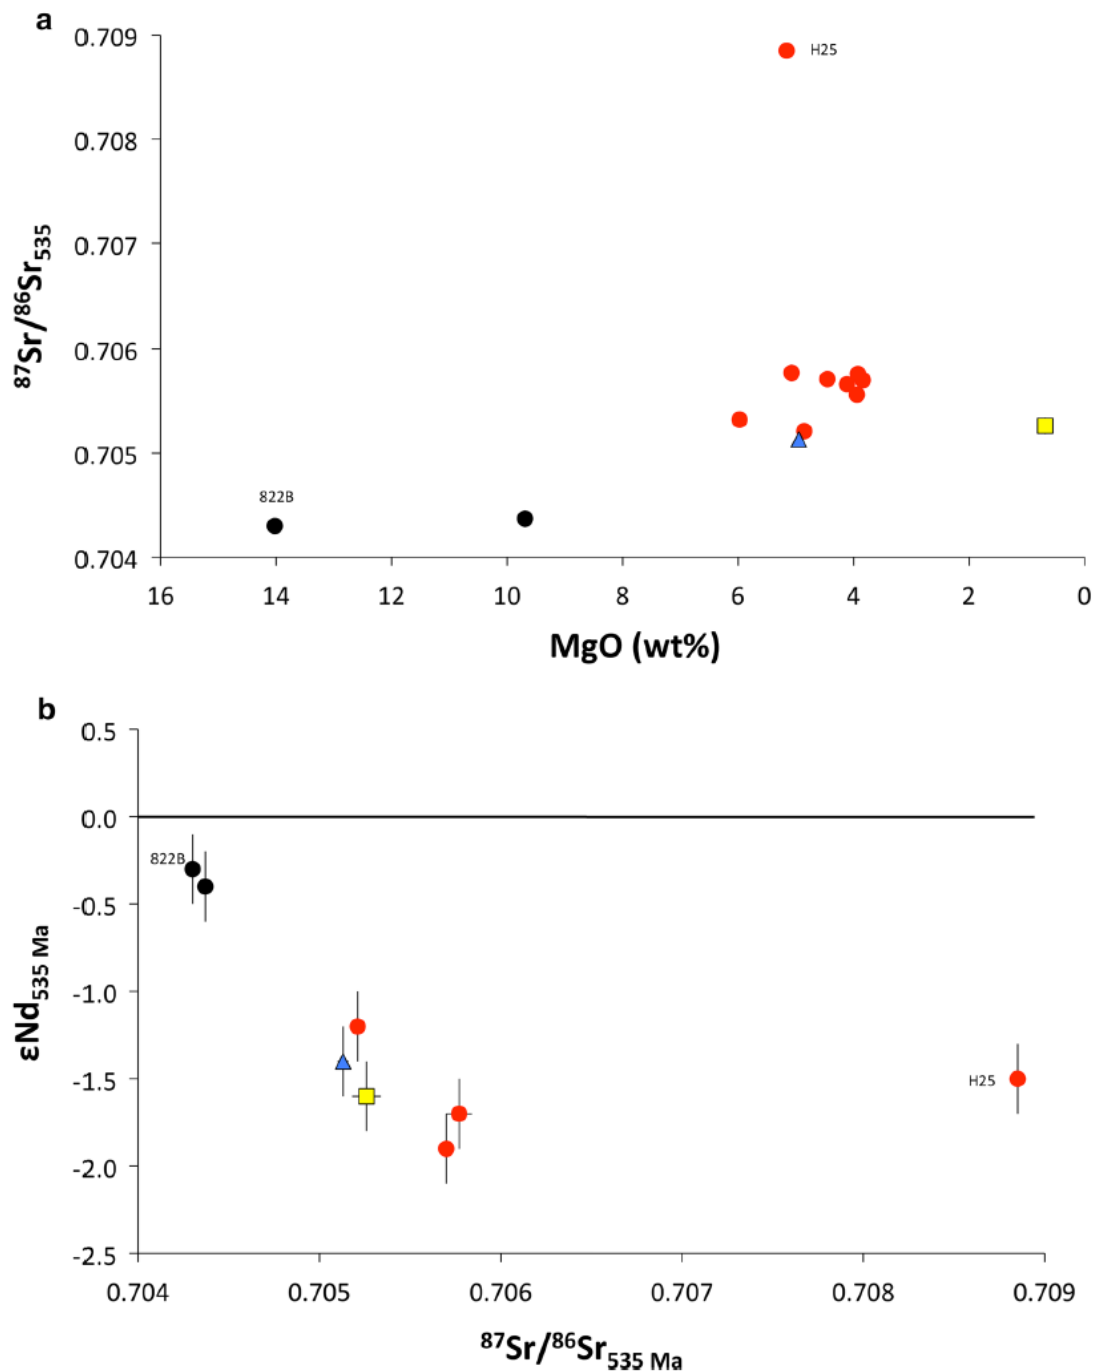 a
0.709
H25
0.708
0.707
0.706
0.705
822B
0.704
⁸⁷Sr/⁸⁶Sr₅₃₅
16 14 12 10 8 6 4 2 0
MgO (wt%)
b
0.5
0.0
822B
-0.5
-1.0
-1.5
H25
-2.0
-2.5
εNd₅₃₅ Ma
0.704 0.705 0.706 0.707 0.708 0.709
⁸⁷Sr/⁸⁶Sr₅₃₅ Ma